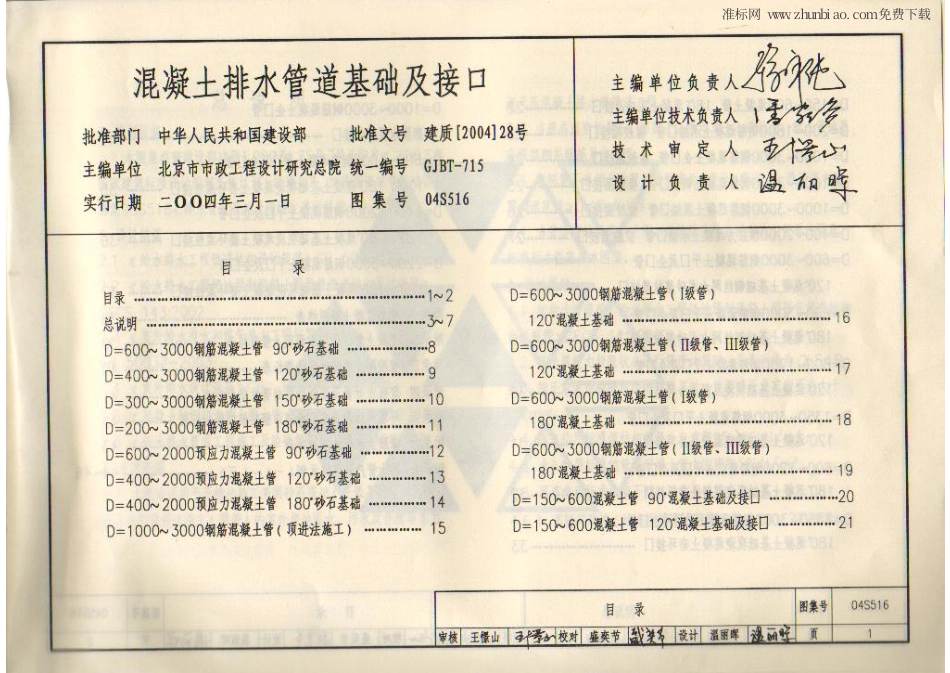 准标网 www.zhunbiao.com免费下载
混凝土排水管道基础及接口
批准部门 中华人民共和国建设部 批准文号 建质[2004]28号
主编单位 北京市市政工程设计研究总院 统一编号 GJBT-715
实行日期 二〇〇四年三月一日 图集号 04S516
主编单位负责人
主编单位技术负责人
技术审定人 王憬山
设计负责人 温丽晖
目 录
目录 ……………………………1~2
总说明 ……………………………3~7
D=600~3000钢筋混凝土管 90°砂石基础 …………8
D=400~3000钢筋混凝土管 120°砂石基础 …………9
D=300~3000钢筋混凝土管 150°砂石基础 …………10
D=200~3000钢筋混凝土管 180°砂石基础 …………11
D=600~2000预应力混凝土管 90°砂石基础 …………12
D=400~2000预应力混凝土管 120°砂石基础 …………13
D=400~2000预应力混凝土管 180°砂石基础 …………14
D=1000~3000钢筋混凝土管(顶进法施工) …………15
D=600~3000钢筋混凝土管(I级管)
120°混凝土基础 ……………………………16
D=600~3000钢筋混凝土管(II级管、III级管)
120°混凝土基础 ……………………………17
D=600~3000钢筋混凝土管(I级管)
180°混凝土基础 ……………………………18
D=600~3000钢筋混凝土管(II级管、III级管)
180°混凝土基础 ……………………………19
D=150~600混凝土管 90°混凝土基础及接口 …………20
D=150~600混凝土管 120°混凝土基础及接口 …………21
目 录 图集号 04S516
审核 王憬山 校对 盛奕节 设计 温丽晖 页 1